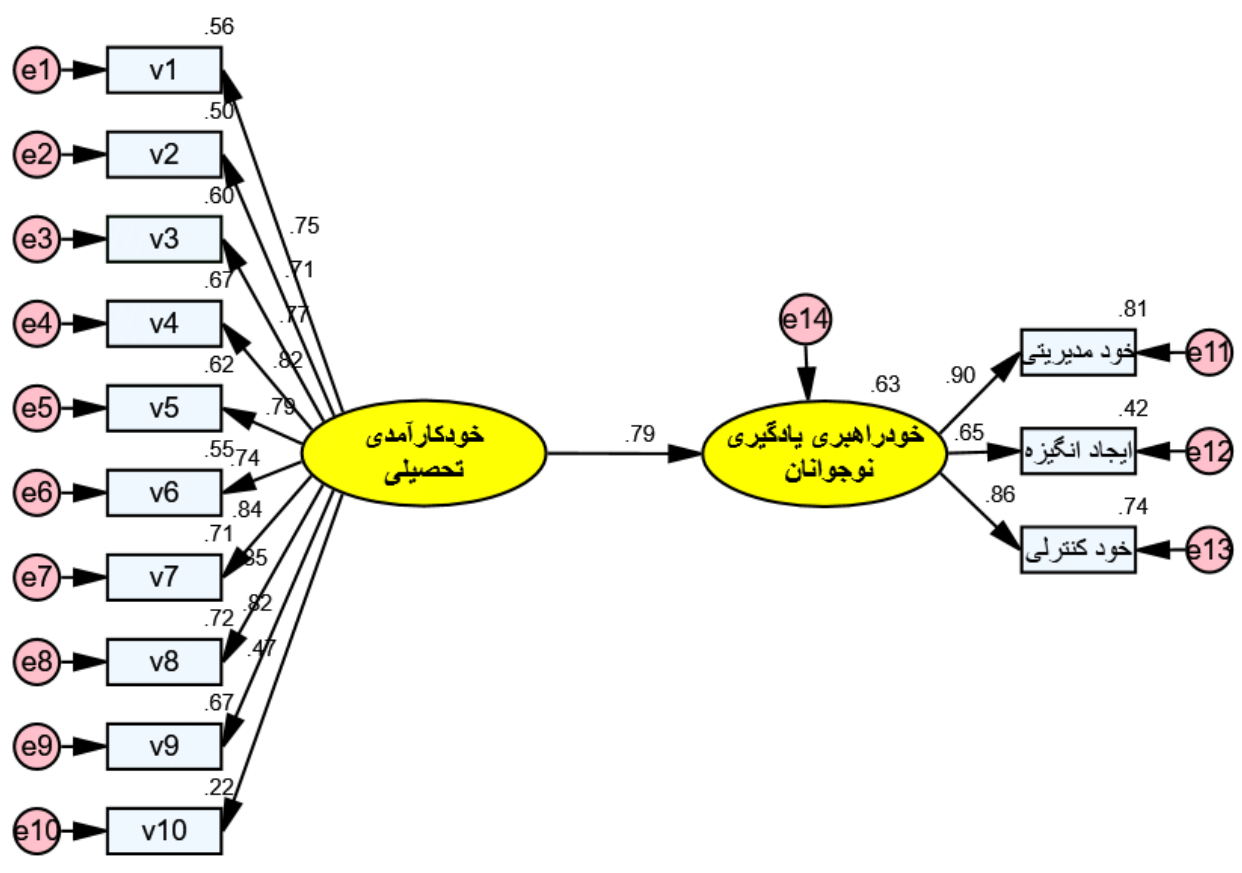 .56
e1
v1
.50
e2
v2
.60
e3
v3
.67
e4
v4
.62
e5
v5
.55
e6
v6
.71
e7
v7
.72
e8
v8
.67
e9
v9
.22
e10
v10
.75
.71
.77
.82
.79
.74
.84
.85
.82
.47
خودکارآمدی
تحصیلی
.79
e14
.63
خودراهبری یادگیری
نوجوانان
.90
.65
.86
.81
خود مدیریتی
e11
.42
ایجاد انگیزه
e12
.74
خود کنترلی
e13